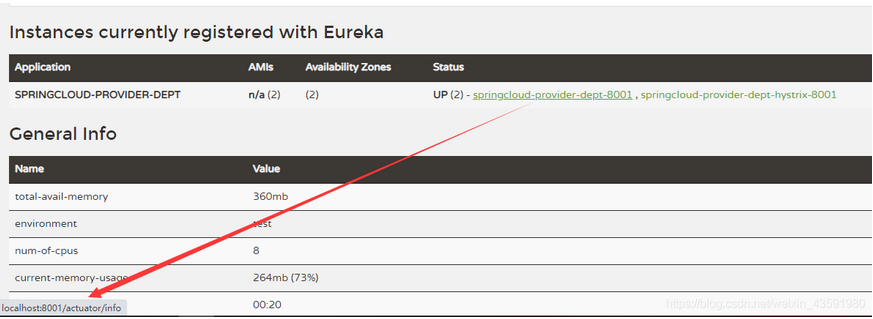 Instances currently registered with Eureka
Application AMIs Availability Zones Status
SPRINGCLOUD-PROVIDER-DEPT n/a (2) (2) UP (2) - springcloud-provider-dept-8001 , springcloud-provider-dept-hystrix-8001
General Info
Name Value
total-avail-memory 360mb
environment test
num-of-cpus 8
current-memory-usage 264mb (73%)
localhost:8001/actuator/info 00:20
https://blog.csdn.net/weixin_43591980